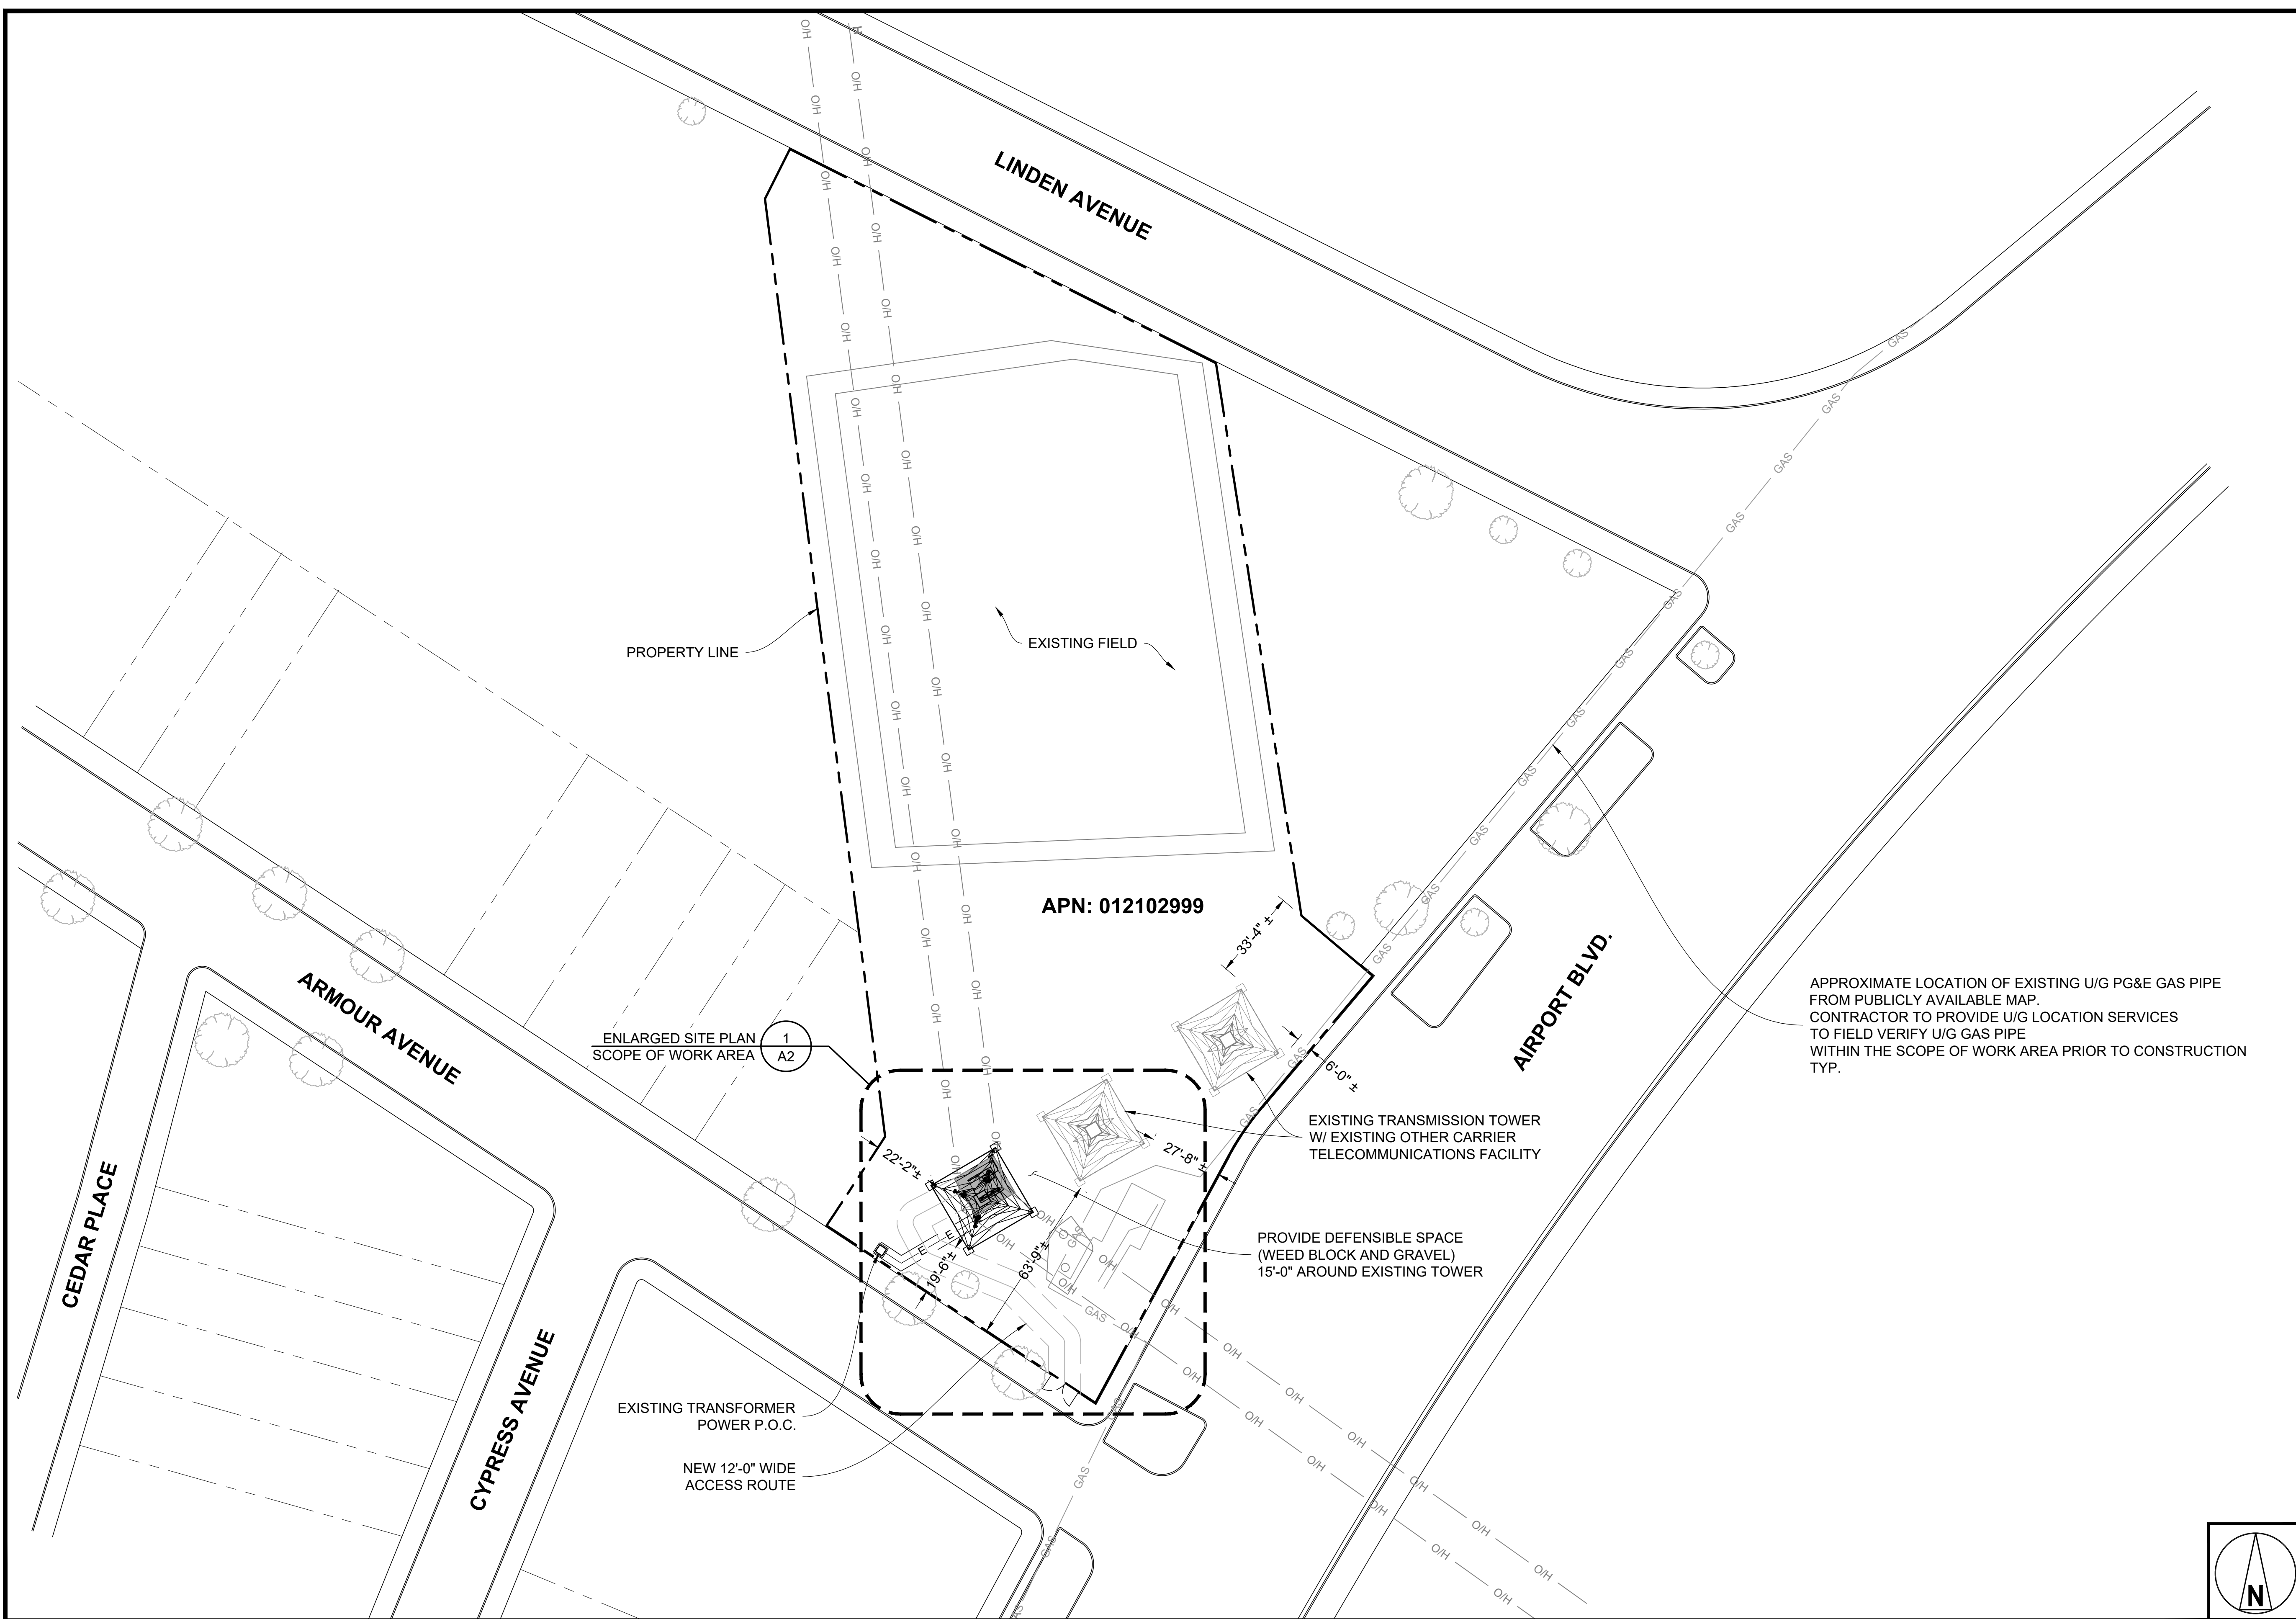 LINDEN AVENUE
PROPERTY LINE
EXISTING FIELD
APN: 012102999
33'-4" ±
ARMOUR AVENUE
AIRPORT BLVD.
APPROXIMATE LOCATION OF EXISTING U/G PG&E GAS PIPE
FROM PUBLICLY AVAILABLE MAP.
CONTRACTOR TO PROVIDE U/G LOCATION SERVICES
TO FIELD VERIFY U/G GAS PIPE
WITHIN THE SCOPE OF WORK AREA PRIOR TO CONSTRUCTION
TYP.
ENLARGED SITE PLAN
SCOPE OF WORK AREA
1
A2
6'-0" ±
EXISTING TRANSMISSION TOWER
W/ EXISTING OTHER CARRIER
TELECOMMUNICATIONS FACILITY
22'-2"±
27'-8" ±
CEDAR PLACE
PROVIDE DEFENSIBLE SPACE
(WEED BLOCK AND GRAVEL)
15'-0" AROUND EXISTING TOWER
E
E
19'-6"±
63'-9"±
O/H
GAS
CYPRESS AVENUE
EXISTING TRANSFORMER
POWER P.O.C.
NEW 12'-0" WIDE
ACCESS ROUTE
N